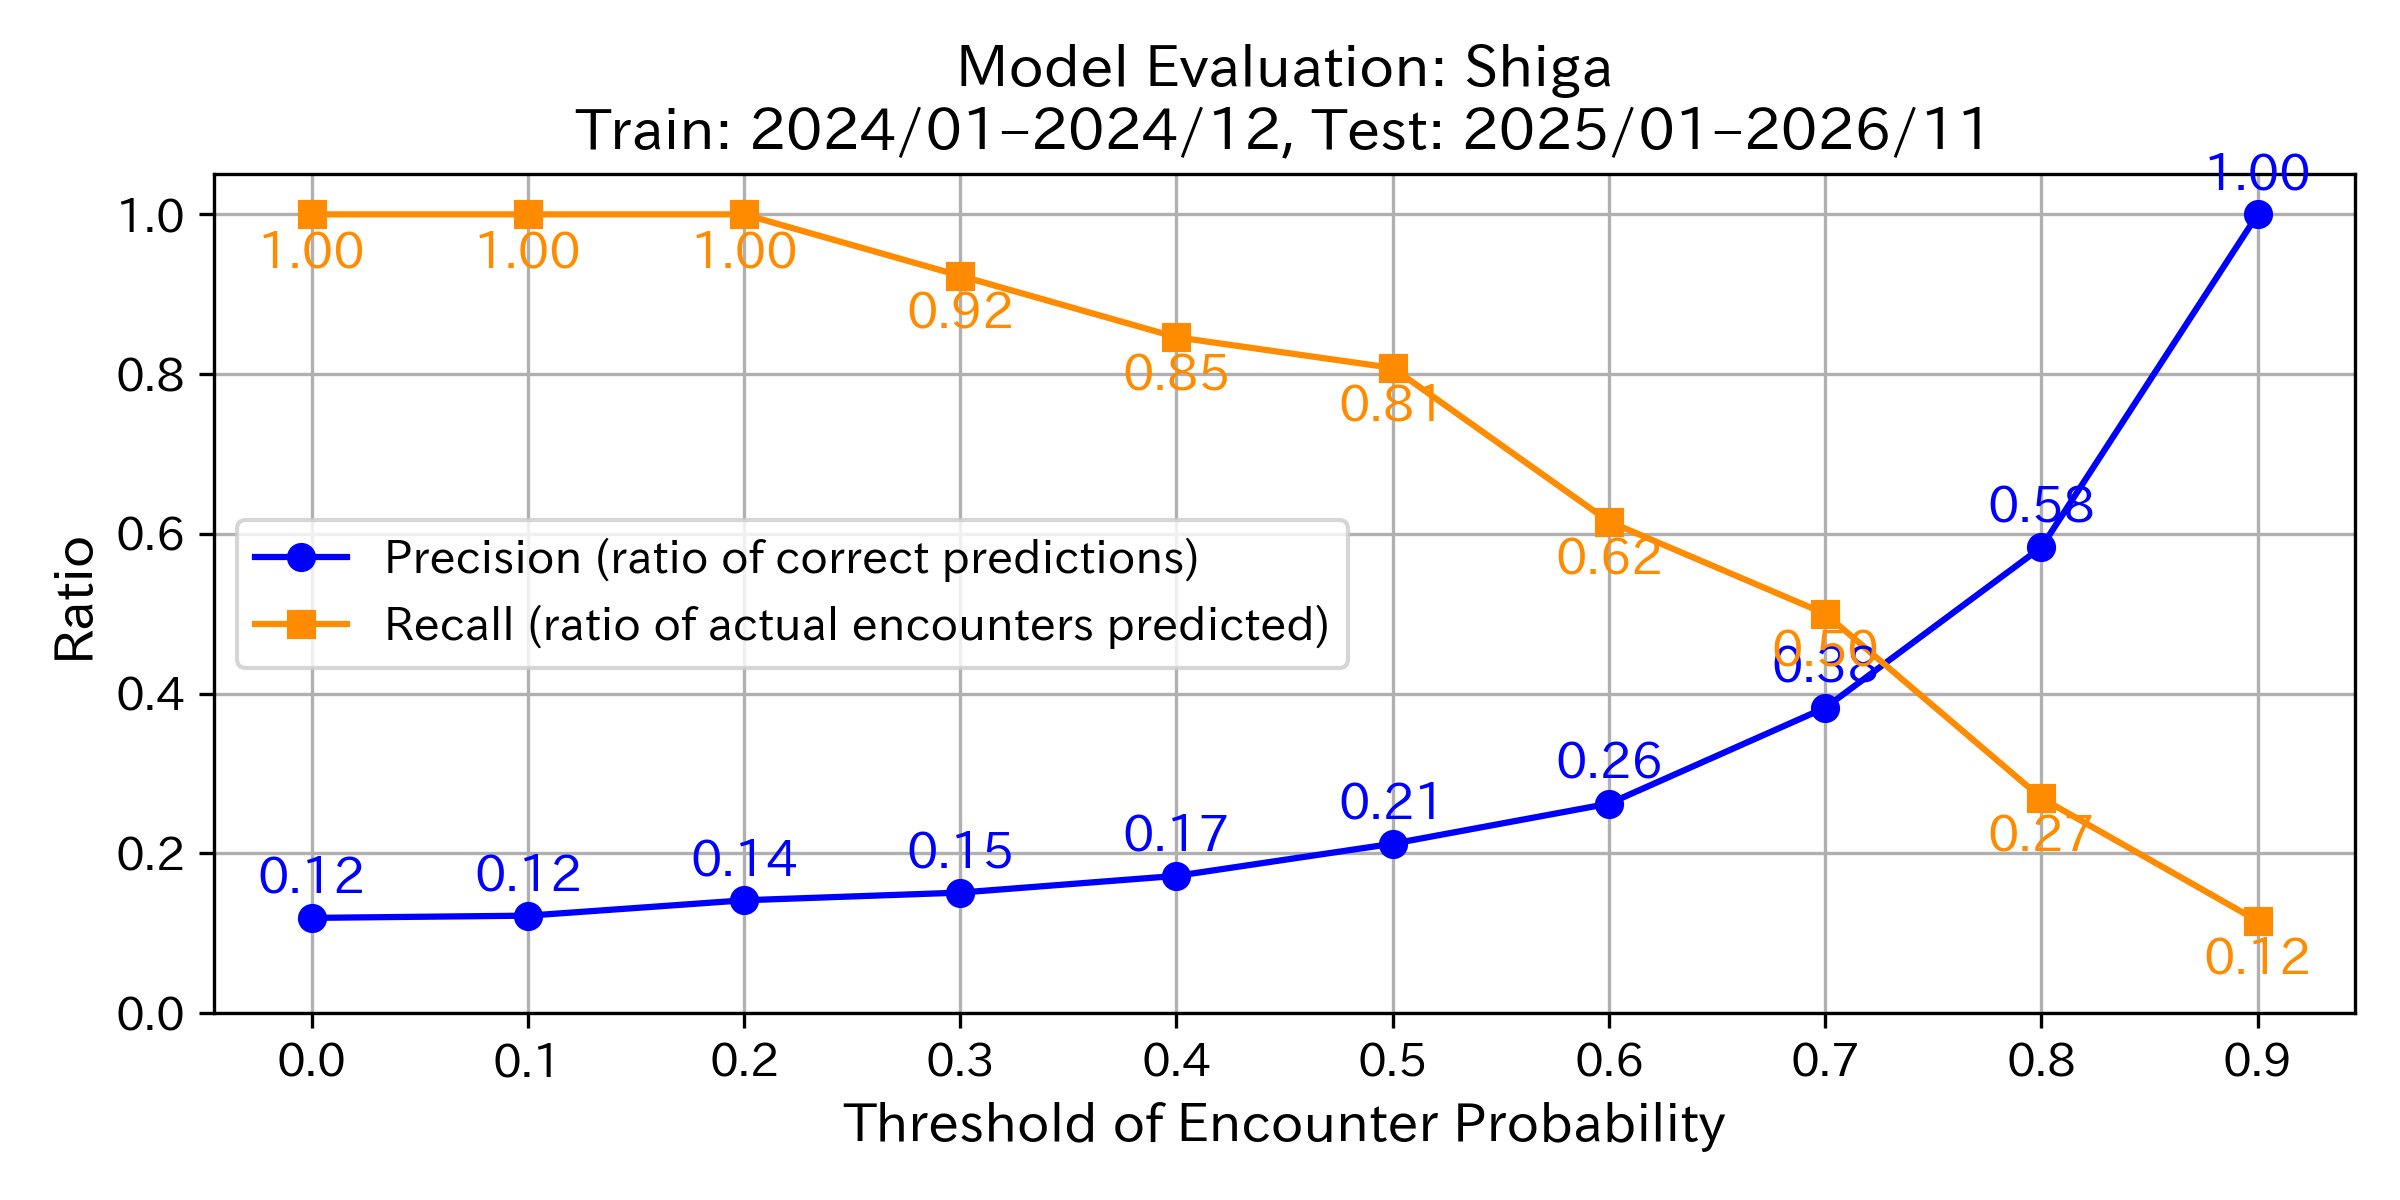 Model Evaluation: Shiga
Train: 2024/01–2024/12, Test: 2025/01–2026/11
1.00
1.0
1.00 1.00 1.00
0.92
0.8
0.85
0.81
0.58
0.6
0.62
Precision (ratio of correct predictions)
Recall (ratio of actual encounters predicted)
0.50
0.38
0.4
0.26
0.21
0.17
0.27
0.15
0.14
0.12 0.12
0.2
0.12
0.0
Ratio
0.0 0.1 0.2 0.3 0.4 0.5 0.6 0.7 0.8 0.9
Threshold of Encounter Probability